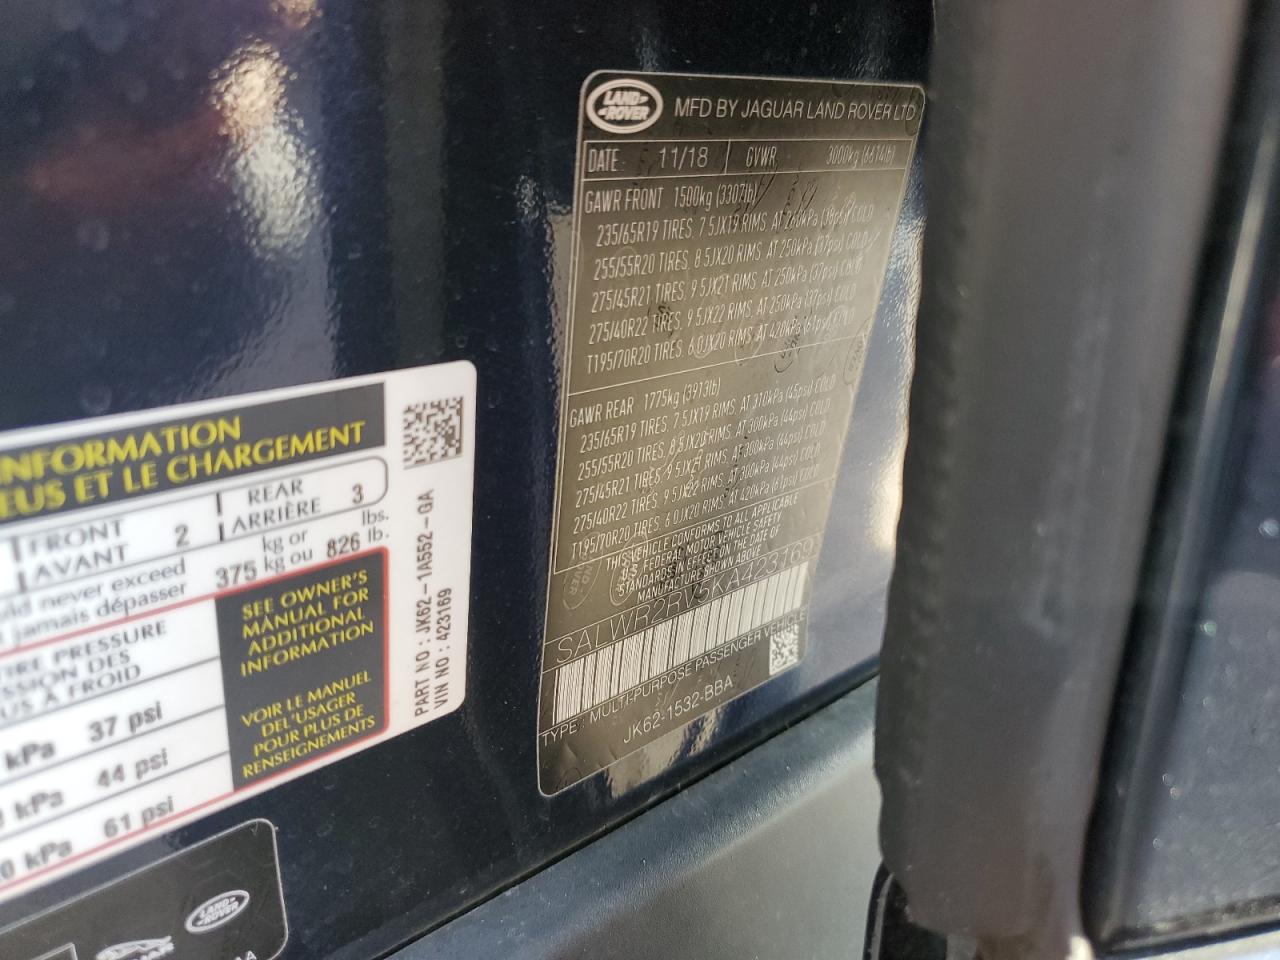 INFORMATION
EUS ET LE CHARGEMENT
FRONT
AVANT
2
REAR
ARRIÈRE
3
never exceed
jamais dépasser
375 kg or
kg ou
826 lbs.
lb.
TIRE PRESSURE
DES
À FROID
kPa 37 psi
kPa 44 psi
0 kPa 61 psi
SEE OWNER'S
MANUAL FOR
ADDITIONAL
INFORMATION
VOIR LE MANUEL
DE L'USAGER
POUR PLUS DE
RENSEIGNEMENTS
PART NO : JK62-1A552-GA
VIN NO : 423169
LAND
ROVER
LAND-
-ROVER
MFD BY JAGUAR LAND ROVER LTD
DATE 11/18 GVWR 3000kg (6614lb)
GAWR FRONT 1500kg (3307lb)
235/65R19 TIRES, 7.5JX19 RIMS, AT (psi) COLD
255/55R20 TIRES, 8.5JX20 RIMS, AT 250kPa (37psi) COLD
275/45R21 TIRES, 9.5JX21 RIMS, AT 250kPa (37psi) COLD
275/40R22 TIRES, 9.5JX22 RIMS, AT 250kPa (37psi) COLD
T195/70R20 TIRES, 6.0JX20 RIMS, AT 420kPa (61psi) COLD
GAWR REAR 1775kg (3913lb)
235/65R19 TIRES, 7.5JX19 RIMS, AT 310kPa (45psi) COLD
255/55R20 TIRES, 8.5JX20 RIMS, AT 300kPa (44psi) COLD
275/45R21 TIRES, 9.5JX21 RIMS, AT 300kPa (44psi) COLD
275/40R22 TIRES, 9.5JX22 RIMS, AT 300kPa (44psi) COLD
T195/70R20 TIRES, 6.0JX20 RIMS, AT 420kPa (61psi) COLD
THIS VEHICLE CONFORMS TO ALL APPLICABLE
FEDERAL MOTOR VEHICLE SAFETY
STANDARDS IN EFFECT ON THE DATE OF
MANUFACTURE SHOWN ABOVE
SALWR2RV5KA423169
TYPE: MULTI-PURPOSE PASSENGER VEHICLE
JK62-1532-BBA